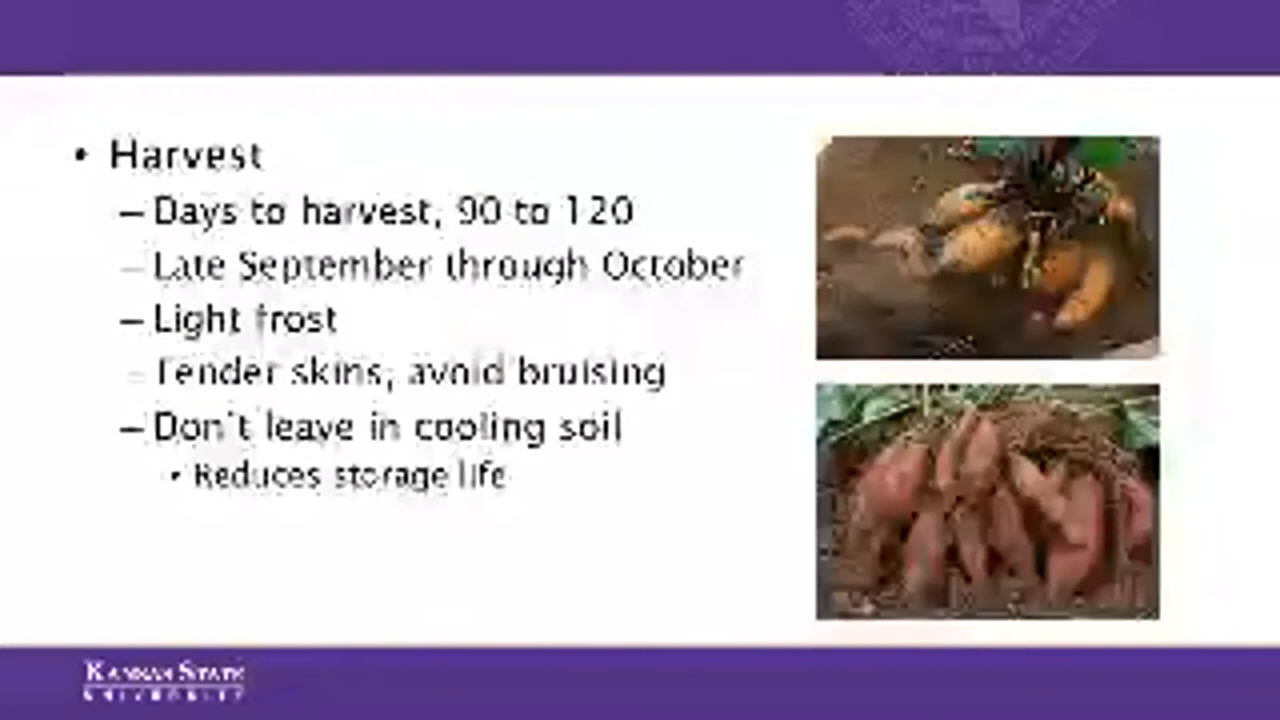 • Harvest
– Days to harvest, 90 to 120
– Late September through October
– Light frost
– Tender skins, avoid bruising
– Don't leave in cooling soil
• Reduces storage life
KANSAS STATE
UNIVERSITY